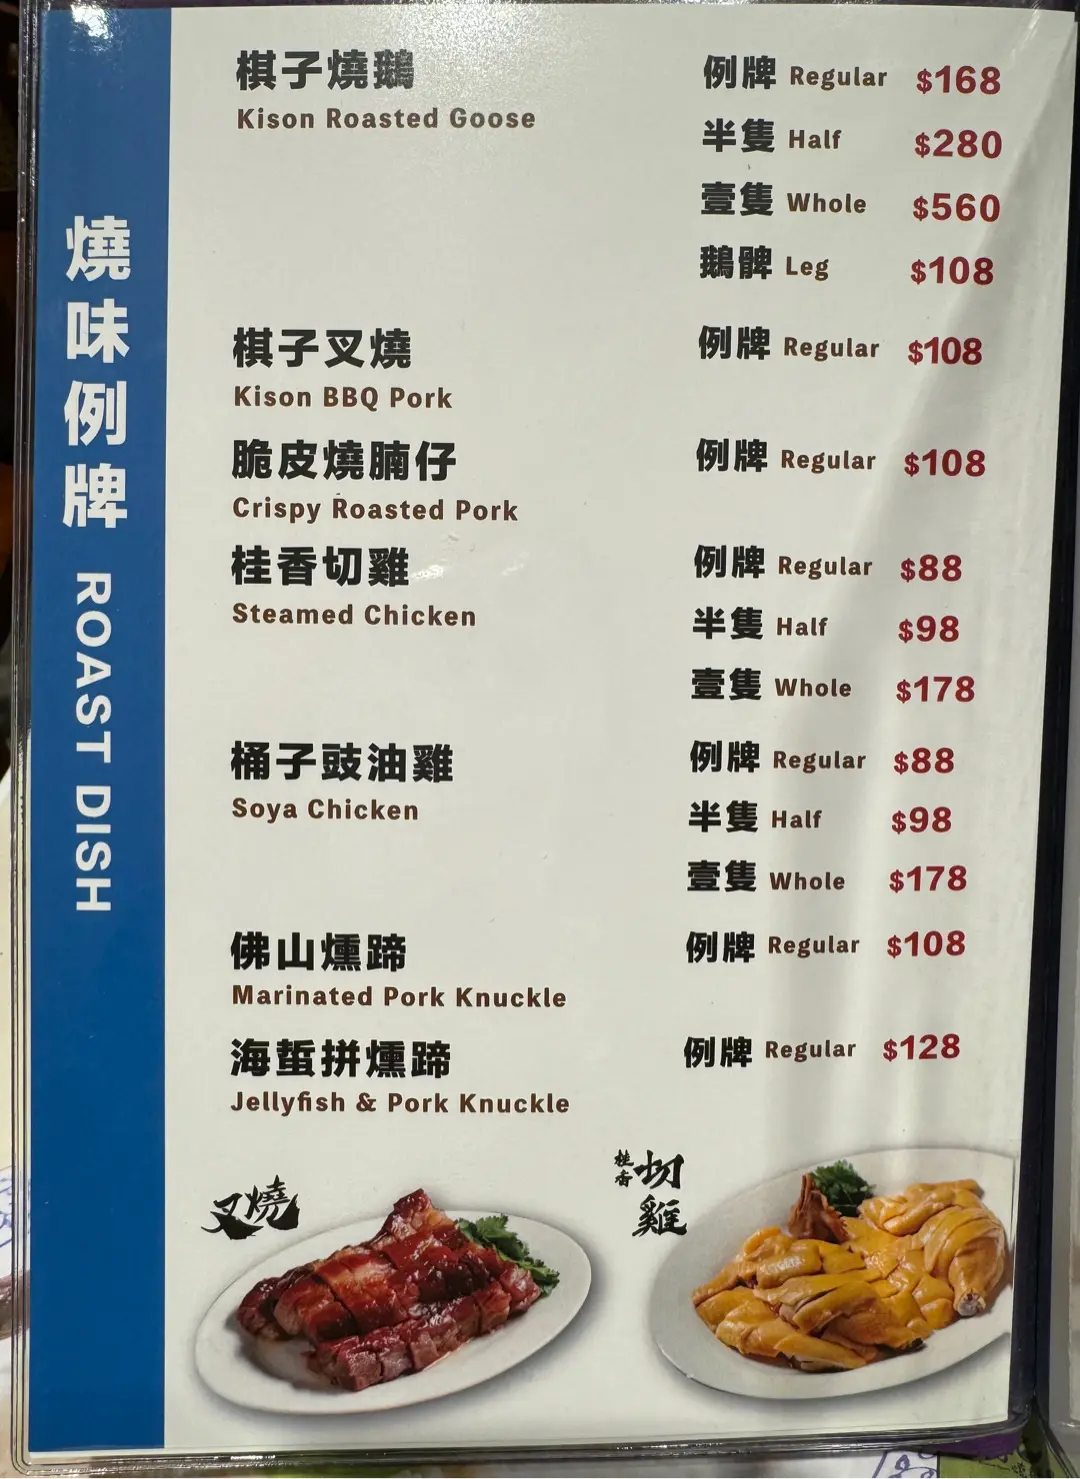 燒味例牌 ROAST DISH
棋子燒鵝 例牌 Regular $168
Kison Roasted Goose
半隻 Half $280
壹隻 Whole $560
鵝髀 Leg $108
棋子叉燒 例牌 Regular $108
Kison BBQ Pork
脆皮燒腩仔 例牌 Regular $108
Crispy Roasted Pork
桂香切雞 例牌 Regular $88
Steamed Chicken
半隻 Half $98
壹隻 Whole $178
桶子豉油雞 例牌 Regular $88
Soya Chicken
半隻 Half $98
壹隻 Whole $178
佛山燻蹄 例牌 Regular $108
Marinated Pork Knuckle
海蜇拼燻蹄 例牌 Regular $128
Jellyfish & Pork Knuckle
叉燒
桂香切雞